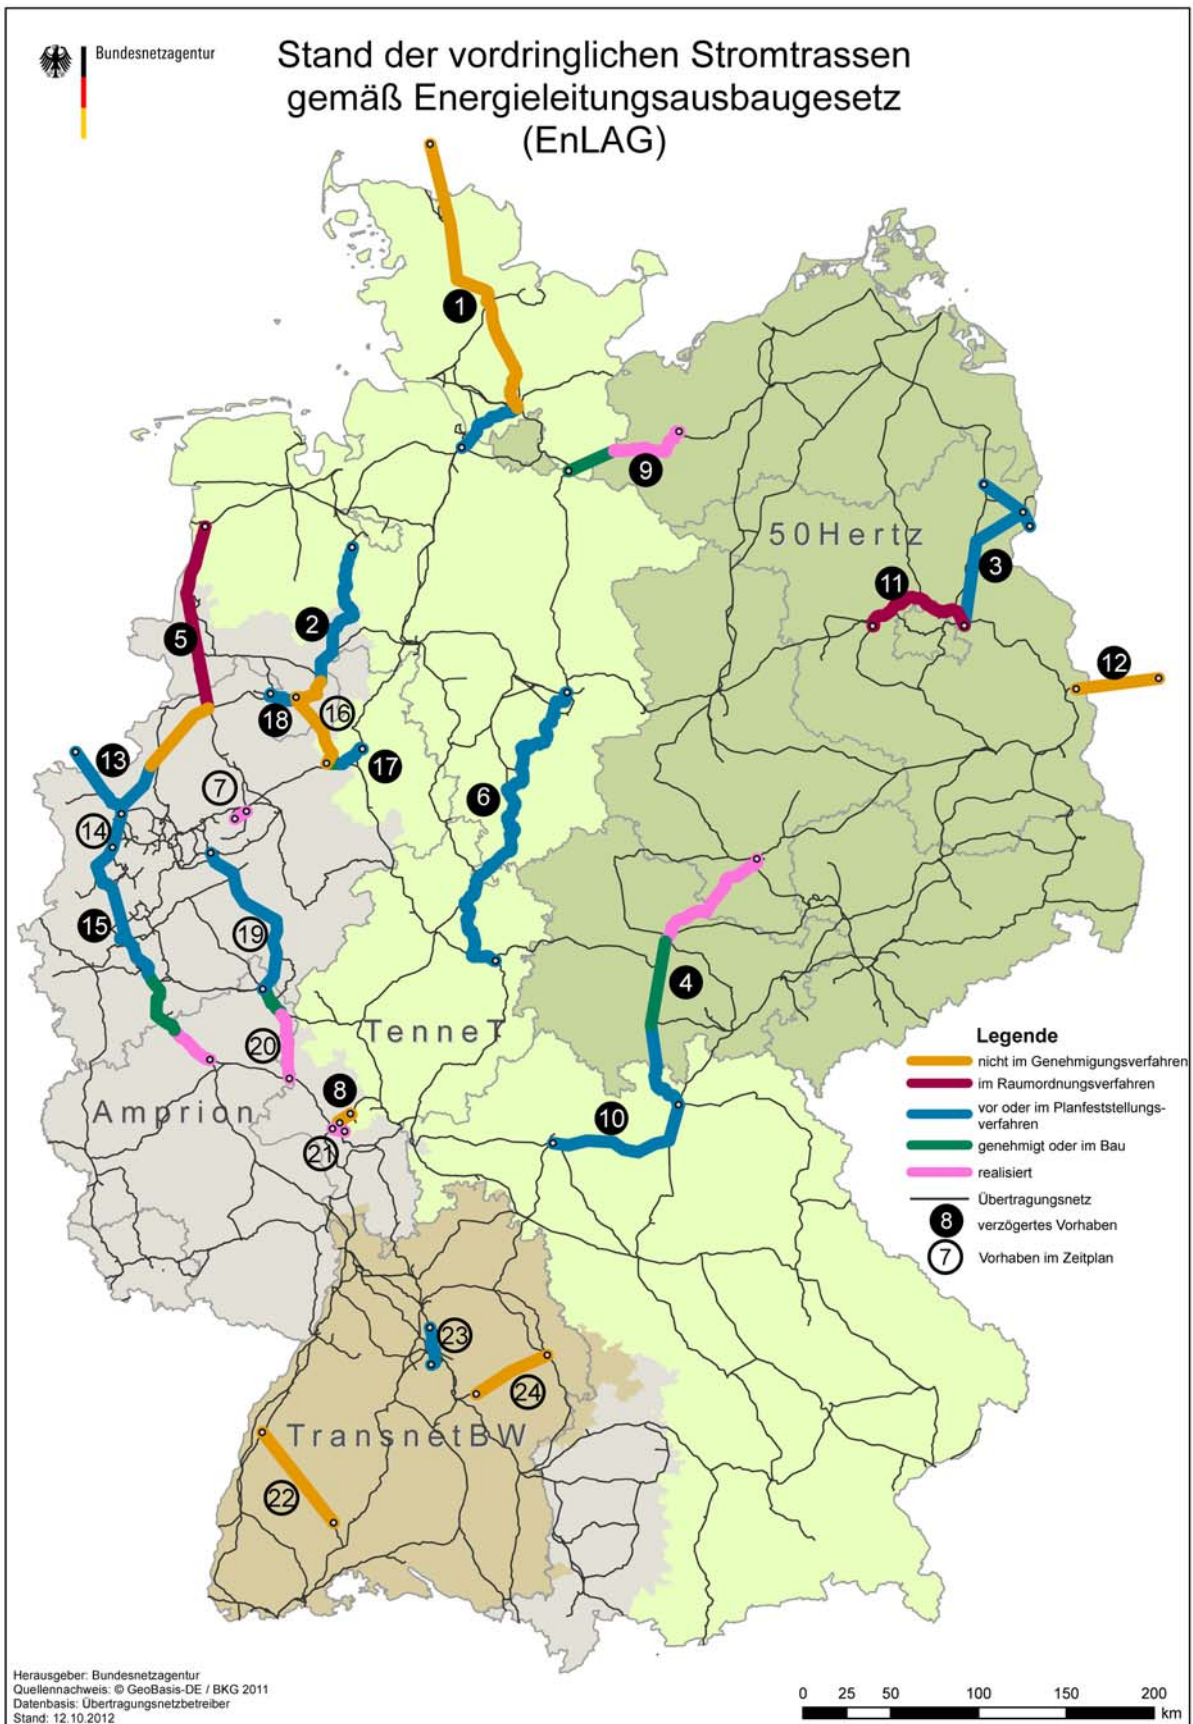 Bundesnetzagentur
Stand der vordringlichen Stromtrassen
gemäß Energieleitungsausbaugesetz
(EnLAG)
1
9
50Hertz
3
11
2
5
12
18
16
13
17
6
7
14
15
19
4
20
TenneT
8
Amprion
10
21
Legende
nicht im Genehmigungsverfahren
im Raumordnungsverfahren
vor oder im Planfeststellungs-
verfahren
genehmigt oder im Bau
realisiert
Übertragungsnetz
8 verzögertes Vorhaben
7 Vorhaben im Zeitplan
23
24
TransnetBW
22
Herausgeber: Bundesnetzagentur
Quellennachweis: © GeoBasis-DE / BKG 2011
Datenbasis: Übertragungsnetzbetreiber
Stand: 12.10.2012
0 25 50 100 150 200
km